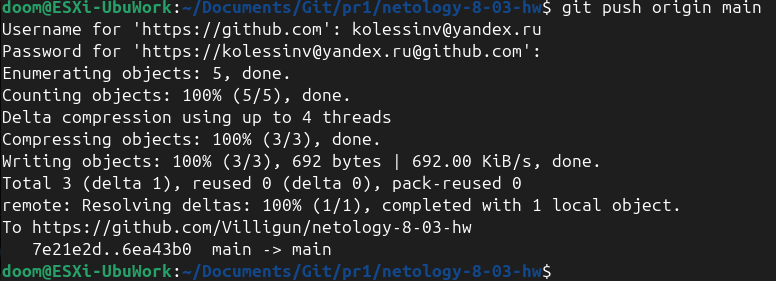 doom@ESXi-UbuWork:~/Documents/Git/pr1/netology-8-03-hw$ git push origin main
Username for 'https://github.com': kolessinv@yandex.ru
Password for 'https://kolessinv@yandex.ru@github.com':
Enumerating objects: 5, done.
Counting objects: 100% (5/5), done.
Delta compression using up to 4 threads
Compressing objects: 100% (3/3), done.
Writing objects: 100% (3/3), 692 bytes | 692.00 KiB/s, done.
Total 3 (delta 1), reused 0 (delta 0), pack-reused 0
remote: Resolving deltas: 100% (1/1), completed with 1 local object.
To https://github.com/Villigun/netology-8-03-hw
   7e21e2d..6ea43b0  main -> main
doom@ESXi-UbuWork:~/Documents/Git/pr1/netology-8-03-hw$